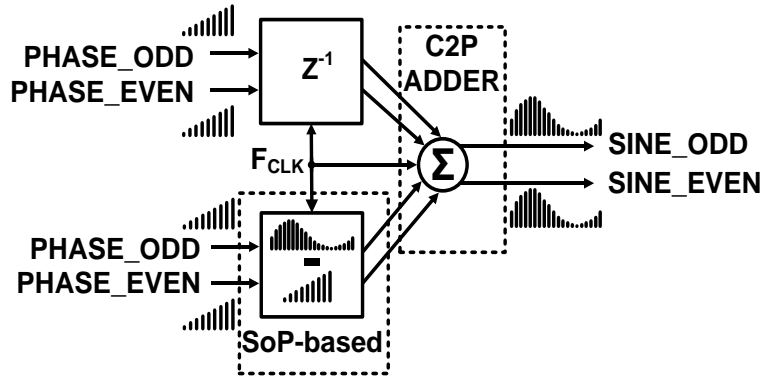 PHASE_ODD
PHASE_EVEN
Z-1
C2P
ADDER
FCLK
Σ
SINE_ODD
SINE_EVEN
PHASE_ODD
PHASE_EVEN
SoP-based